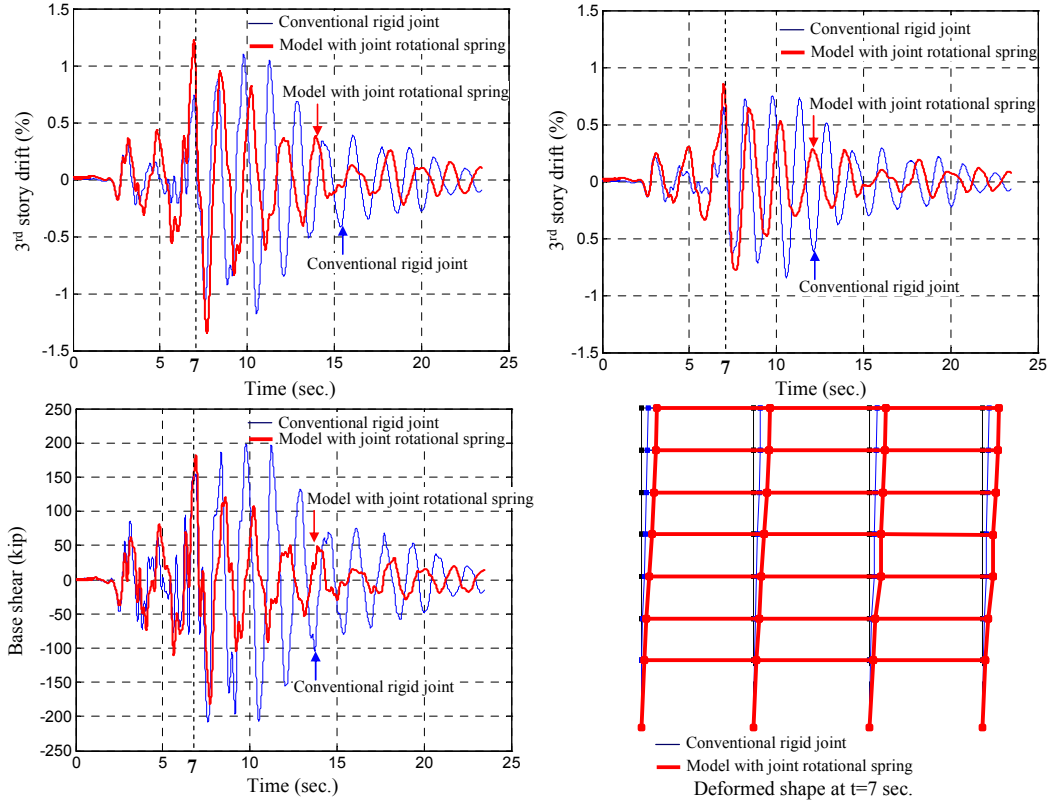 Conventional rigid joint
Model with joint rotational spring
Model with joint rotational spring
Conventional rigid joint
3rd story drift (%)
1.5
1
0.5
0
-0.5
-1
-1.5
0
5
7
10
15
20
25
Time (sec.)
Conventional rigid joint
Model with joint rotational spring
Model with joint rotational spring
Conventional rigid joint
3rd story drift (%)
1.5
1
0.5
0
-0.5
-1
-1.5
0
5
7
10
15
20
25
Time (sec.)
Conventional rigid joint
Model with joint rotational spring
Model with joint rotational spring
Conventional rigid joint
Base shear (kip)
250
200
150
100
50
0
-50
-100
-150
-200
-250
0
5
7
10
15
20
25
Time (sec.)
Conventional rigid joint
Model with joint rotational spring
Deformed shape at t=7 sec.